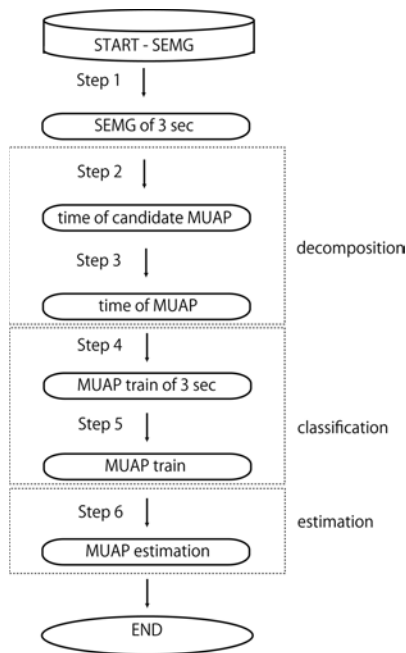 START - SEMG
Step 1
SEMG of 3 sec
Step 2
time of candidate MUAP
decomposition
Step 3
time of MUAP
Step 4
MUAP train of 3 sec
classification
Step 5
MUAP train
Step 6
estimation
MUAP estimation
END